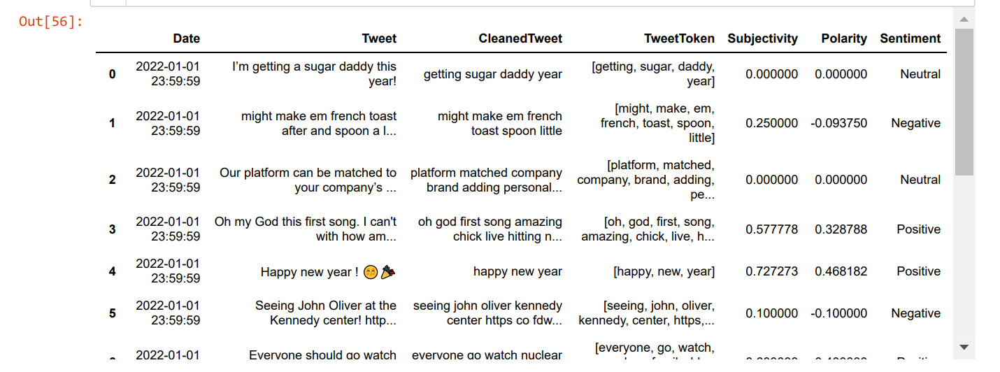 Out[56]:
Date Tweet CleanedTweet TweetToken Subjectivity Polarity Sentiment
0 2022-01-01 23:59:59 I’m getting a sugar daddy this year! getting sugar daddy year [getting, sugar, daddy, year] 0.000000 0.000000 Neutral
1 2022-01-01 23:59:59 might make em french toast after and spoon a l... might make em french toast spoon little [might, make, em, french, toast, spoon, little] 0.250000 -0.093750 Negative
2 2022-01-01 23:59:59 Our platform can be matched to your company’s ... platform matched company brand adding personal... [platform, matched, company, brand, adding, pe... 0.000000 0.000000 Neutral
3 2022-01-01 23:59:59 Oh my God this first song. I can't with how am... oh god first song amazing chick live hitting n... [oh, god, first, song, amazing, chick, live, h... 0.577778 0.328788 Positive
4 2022-01-01 23:59:59 Happy new year ! 😁🎉 happy new year [happy, new, year] 0.727273 0.468182 Positive
5 2022-01-01 23:59:59 Seeing John Oliver at the Kennedy center! http... seeing john oliver kennedy center https co fdw... [seeing, john, oliver, kennedy, center, https,... 0.100000 -0.100000 Negative
2022-01-01 Everyone should go watch everyone go watch nuclear [everyone, go, watch,